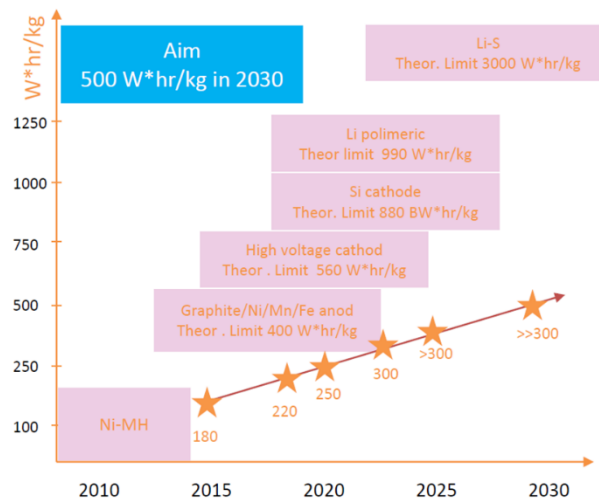 W*hr/kg
Aim
500 W*hr/kg in 2030
Li-S
Theor. Limit 3000 W*hr/kg
1250
Li polimeric
Theor limit 990 W*hr/kg
1000
Si cathode
Theor. Limit 880 BW*hr/kg
750
High voltage cathod
Theor . Limit 560 W*hr/kg
500
Graphite/Ni/Mn/Fe anod
Theor . Limit 400 W*hr/kg
>>300
>300
300
250
250
220
180
100
Ni-MH
2010
2015
2020
2025
2030